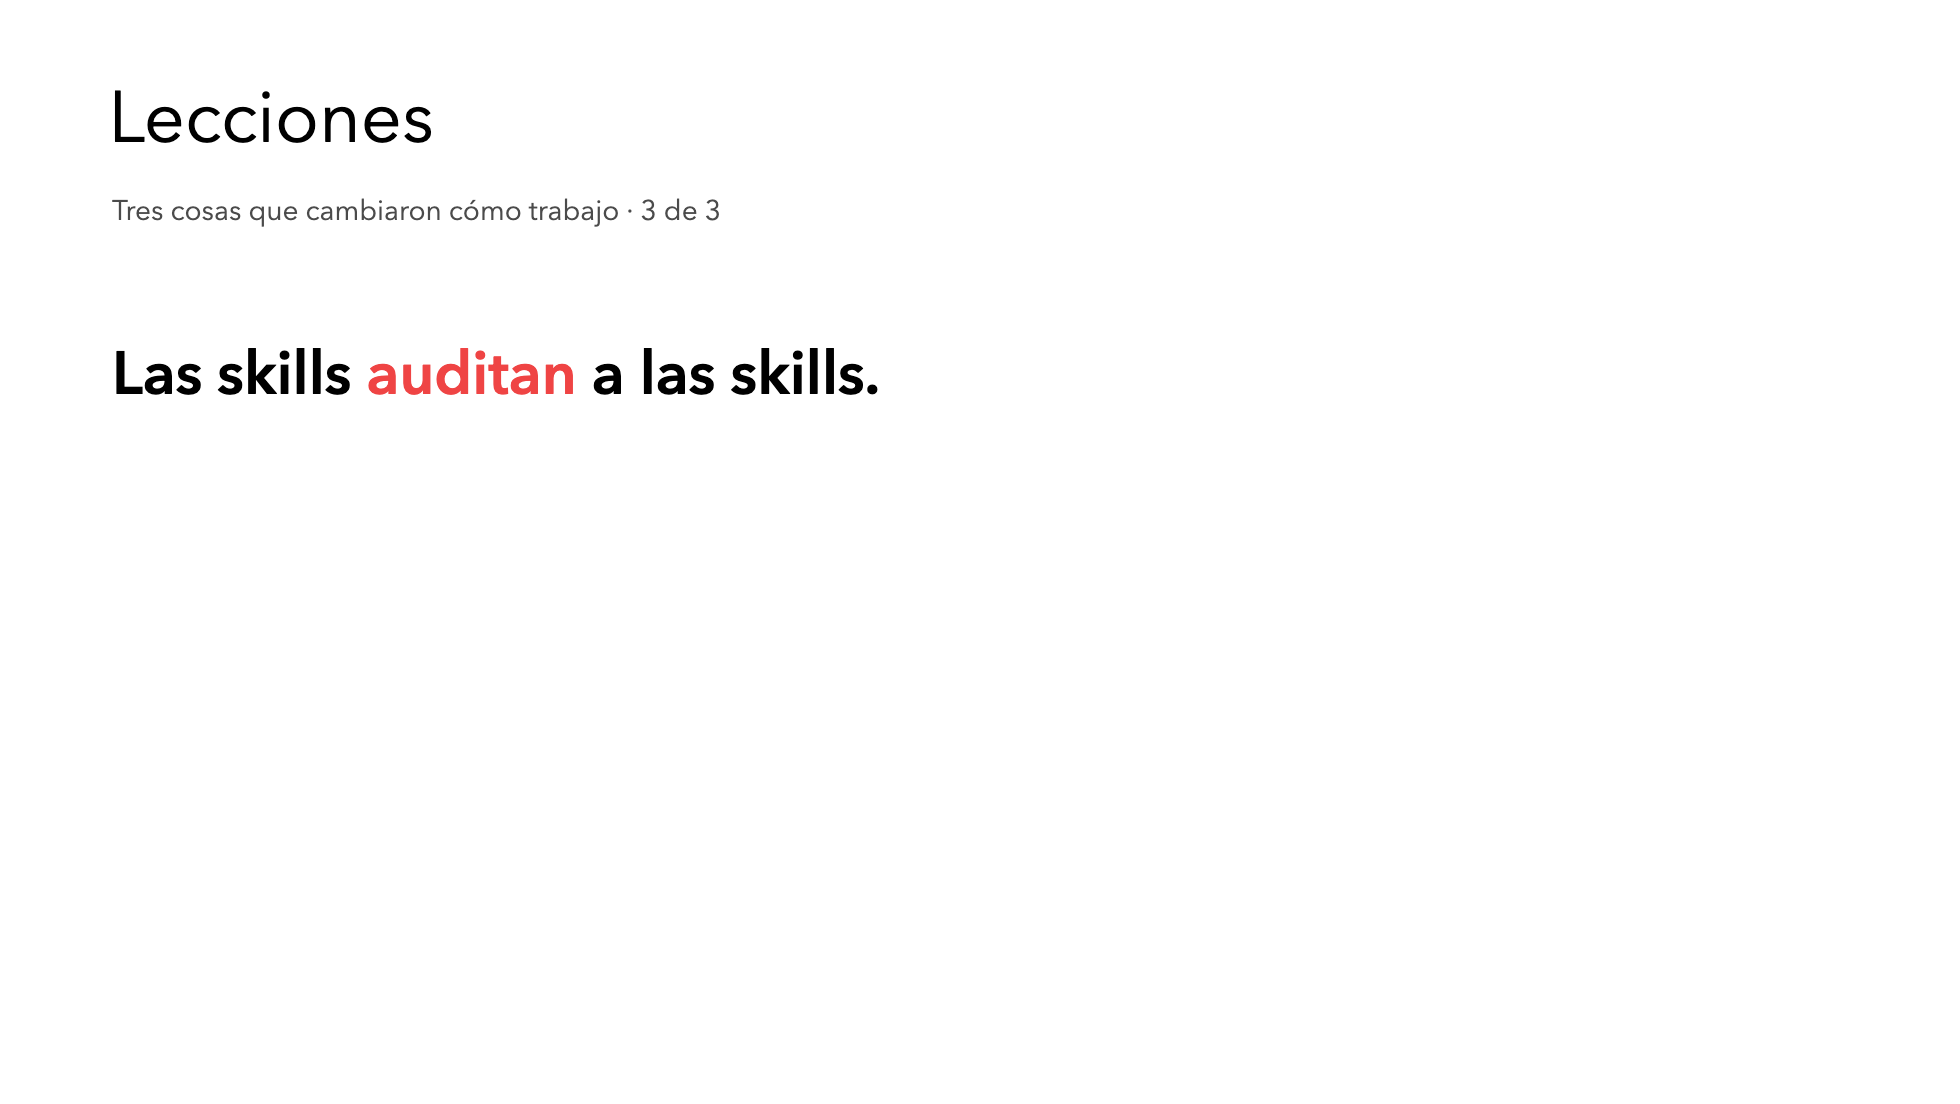 Lecciones
Tres cosas que cambiaron cómo trabajo · 3 de 3
Las skills auditan a las skills.